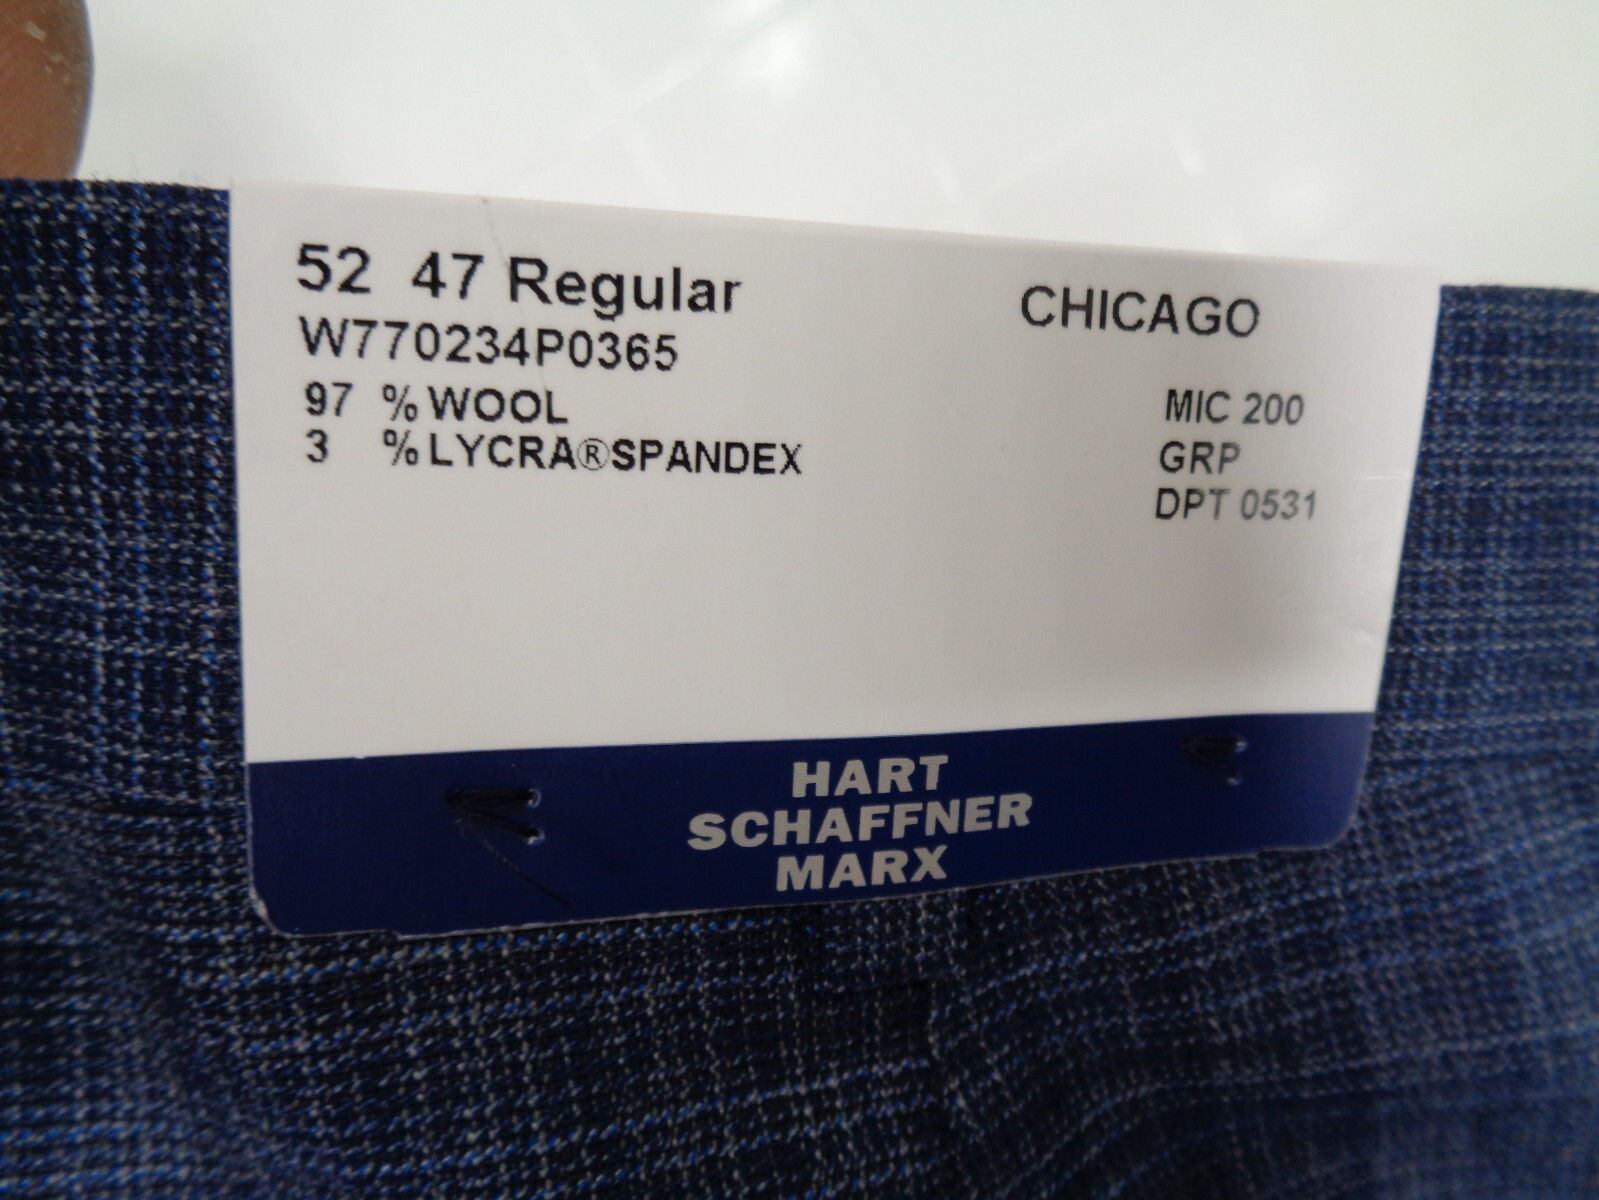 52 47 Regular
CHICAGO
W770234P0365
97 % WOOL
3 % LYCRA®SPANDEX
MIC 200
GRP
DPT 0531
HART
SCHAFFNER
MARX